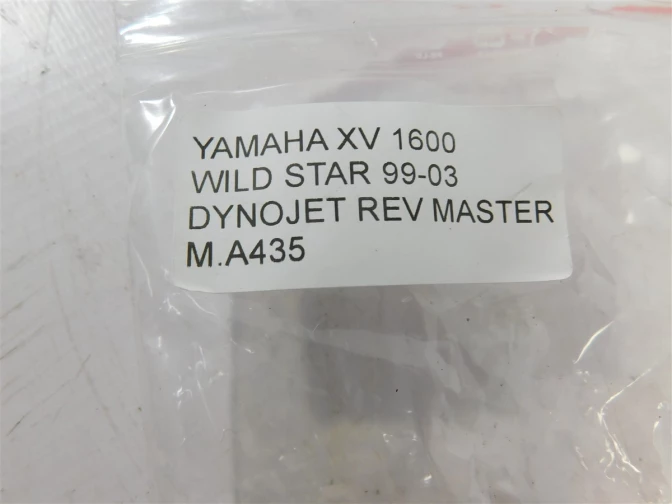 YAMAHA XV 1600
WILD STAR 99-03
DYNOJET REV MASTER
M.A435